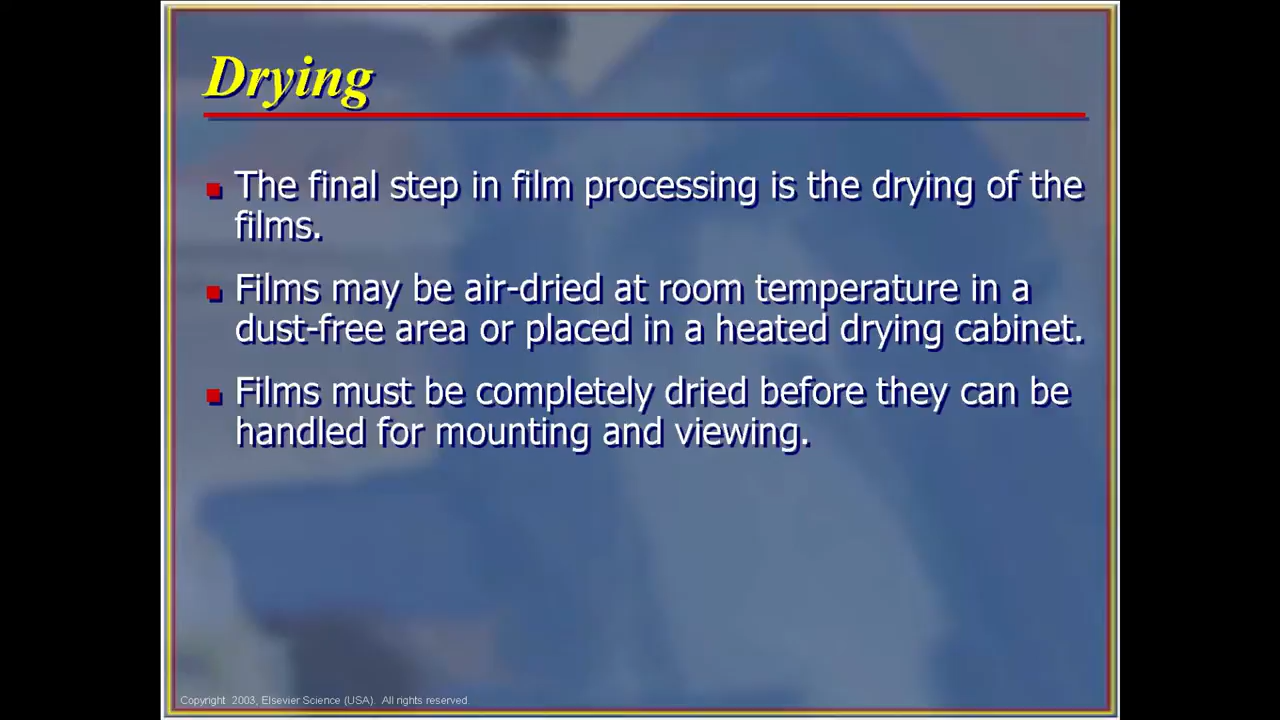 Drying
The final step in film processing is the drying of the
films.
Films may be air-dried at room temperature in a
dust-free area or placed in a heated drying cabinet.
Films must be completely dried before they can be
handled for mounting and viewing.
Copyright 2003, Elsevier Science (USA). All rights reserved.